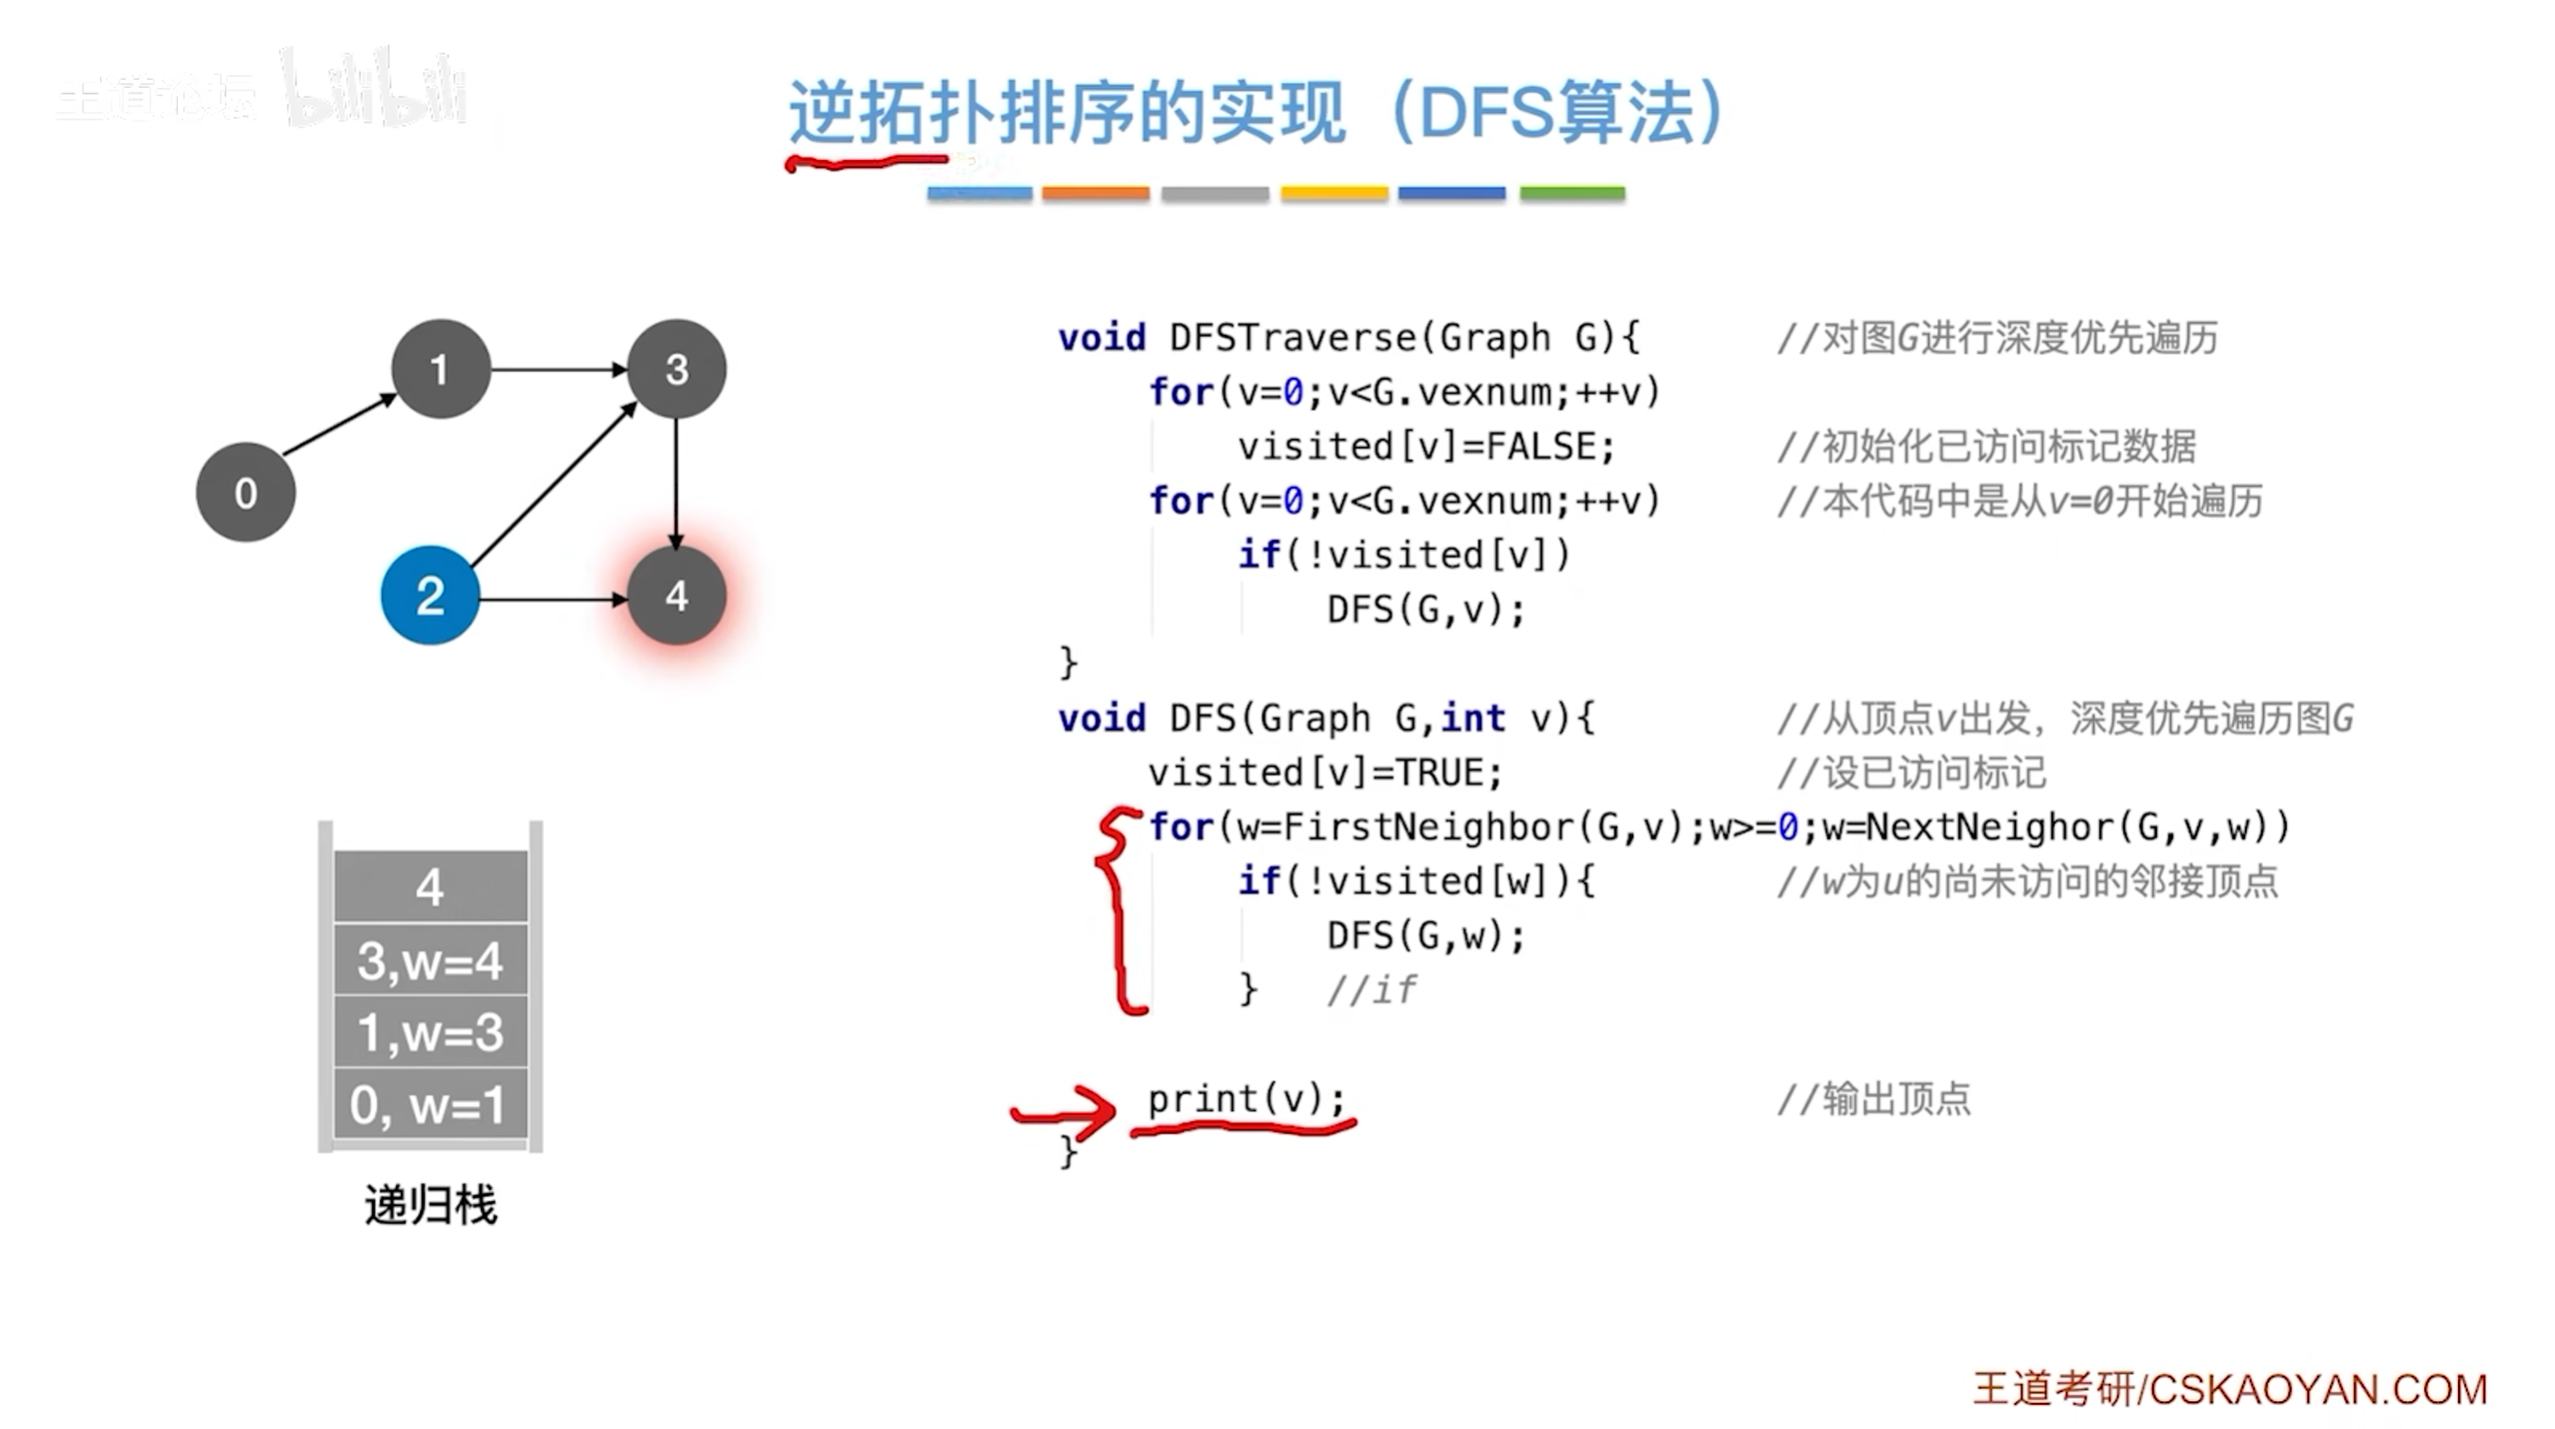 王道论坛 bilibili
逆拓扑排序的实现（DFS算法）
1
3
0
2
4
4
3,w=4
1,w=3
0, w=1
递归栈
void DFSTraverse(Graph G){ //对图G进行深度优先遍历
for(v=0;v<G.vexnum;++v)
visited[v]=FALSE; //初始化已访问标记数据
for(v=0;v<G.vexnum;++v) //本代码中是从v=0开始遍历
if(!visited[v])
DFS(G,v);
}
void DFS(Graph G,int v){ //从顶点v出发，深度优先遍历图G
visited[v]=TRUE; //设已访问标记
for(w=FirstNeighbor(G,v);w>=0;w=NextNeighor(G,v,w))
if(!visited[w]){ //w为u的尚未访问的邻接顶点
DFS(G,w);
} //if
print(v); //输出顶点
}
王道考研/CSKAOYAN.COM